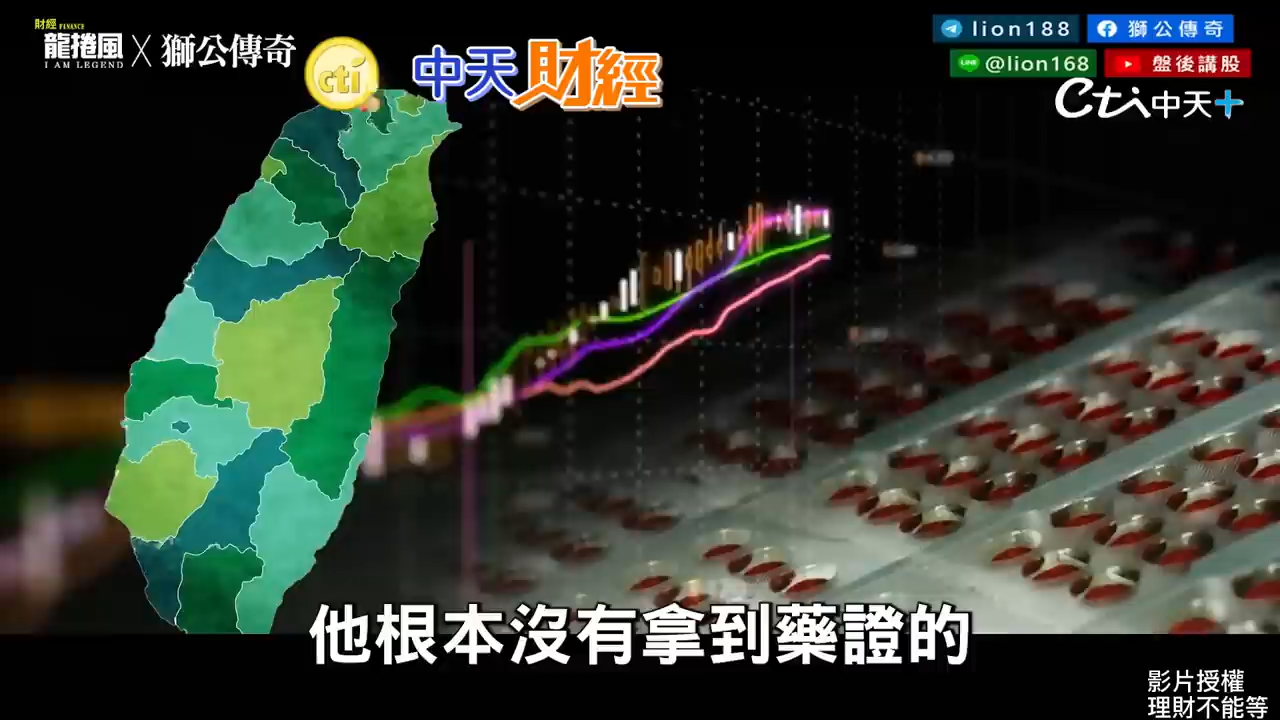 財經 FINANCE
龍捲風 X 獅公傳奇
I AM LEGEND
cti
中天財經
lion188
獅公傳奇
LINE @lion168
盤後講股
Cti中天+
他根本沒有拿到藥證的
影片授權
理財不能等